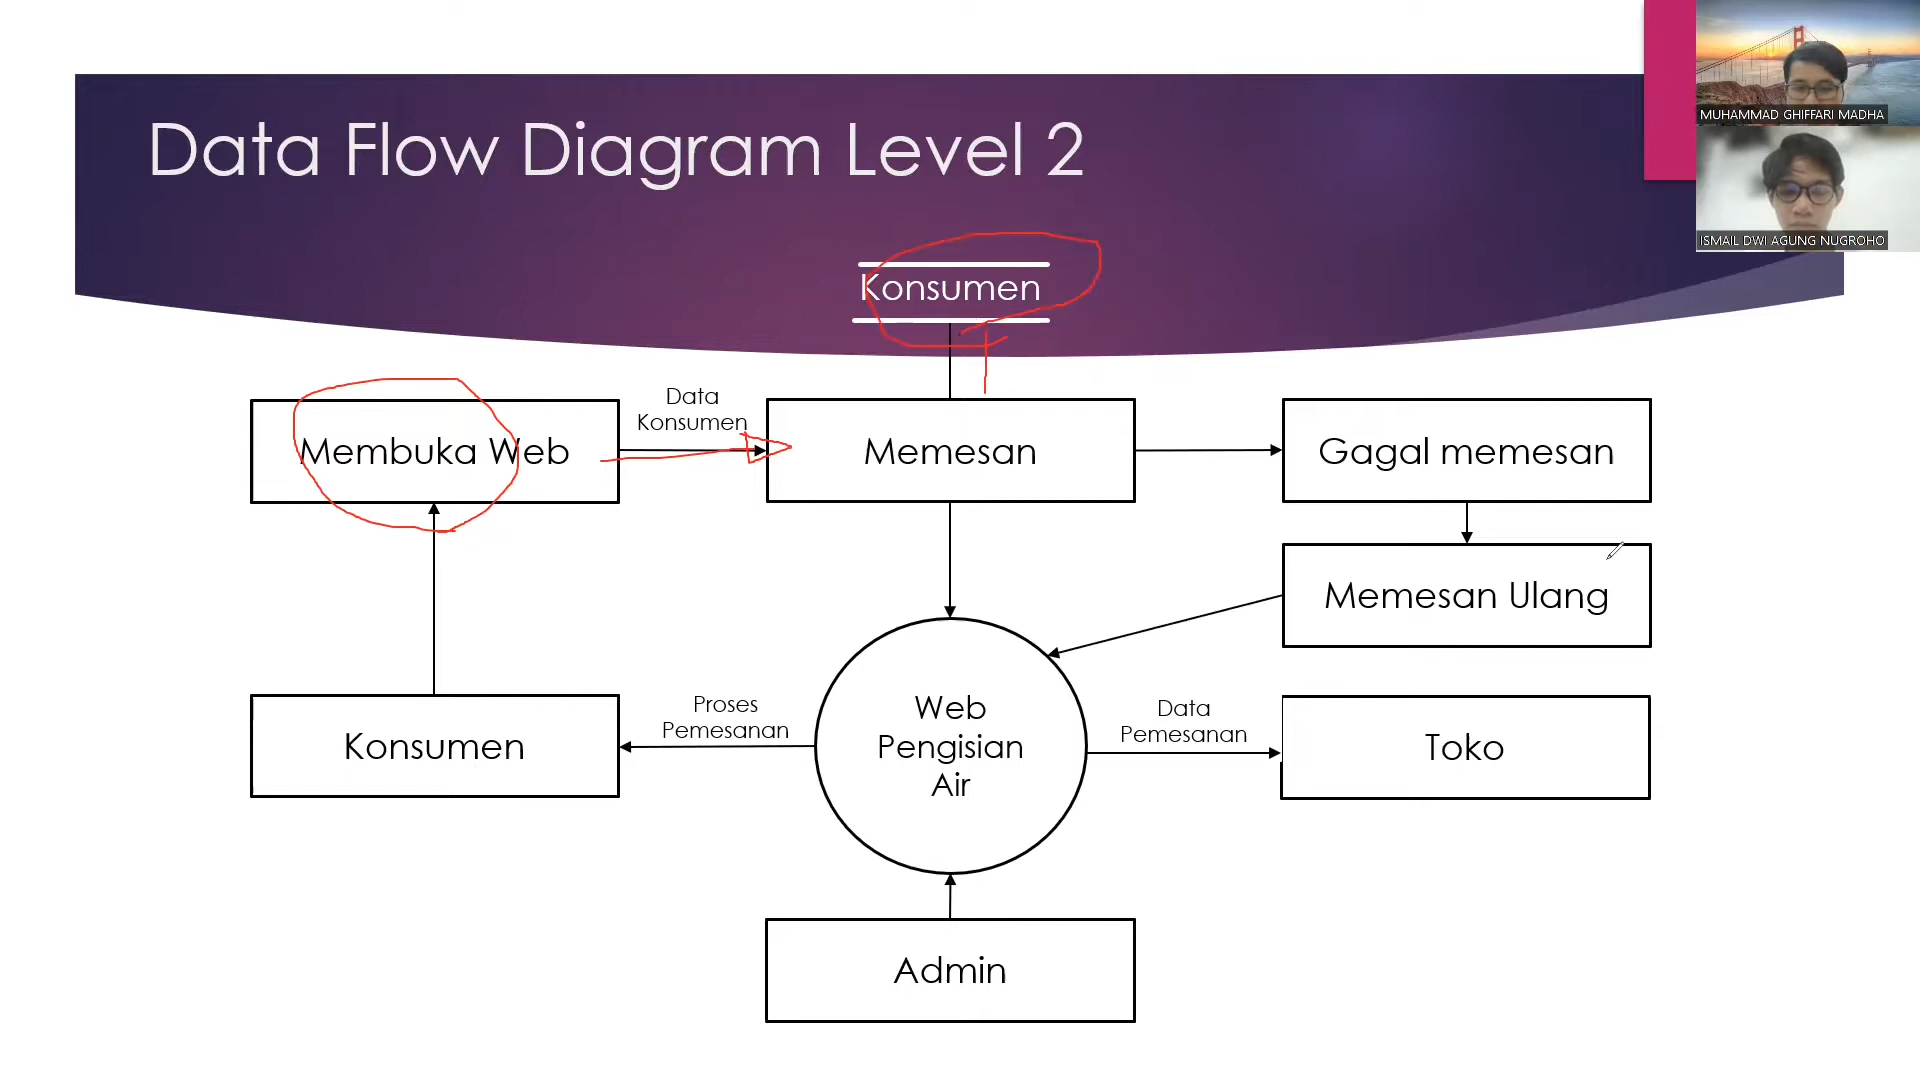 Data Flow Diagram Level 2
MUHAMMAD GHIFFARI MADHA
ISMAIL DWI AGUNG NUGROHO
Konsumen
Membuka Web
Data
Konsumen
Memesan
Gagal memesan
Memesan Ulang
Konsumen
Proses
Pemesanan
Web
Pengisian
Air
Data
Pemesanan
Toko
Admin